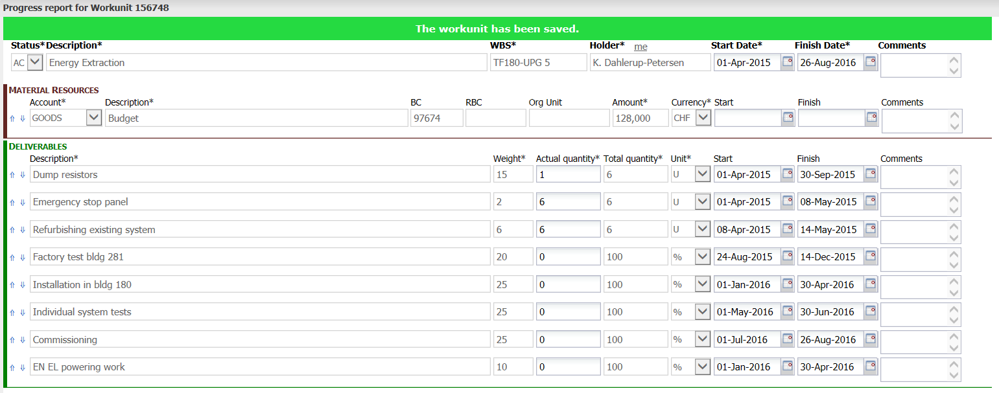 Progress report for Workunit 156748
The workunit has been saved.
Status* Description* WBS* Holder* me Start Date* Finish Date* Comments
AC Energy Extraction TF180-UPG 5 K. Dahlerup-Petersen 01-Apr-2015 26-Aug-2016
MATERIAL RESOURCES
Account* Description* BC RBC Org Unit Amount* Currency* Start Finish Comments
GOODS Budget 97674 128,000 CHF
DELIVERABLES
Description* Weight* Actual quantity* Total quantity* Unit* Start Finish Comments
Dump resistors 15 1 6 U 01-Apr-2015 30-Sep-2015
Emergency stop panel 2 6 6 U 01-Apr-2015 08-May-2015
Refurbishing existing system 6 6 6 U 08-Apr-2015 14-May-2015
Factory test bldg 281 20 0 100 % 24-Aug-2015 14-Dec-2015
Installation in bldg 180 25 0 100 % 01-Jan-2016 30-Apr-2016
Individual system tests 25 0 100 % 01-May-2016 30-Jun-2016
Commissioning 25 0 100 % 01-Jul-2016 26-Aug-2016
EN EL powering work 10 0 100 % 01-Jan-2016 30-Apr-2016